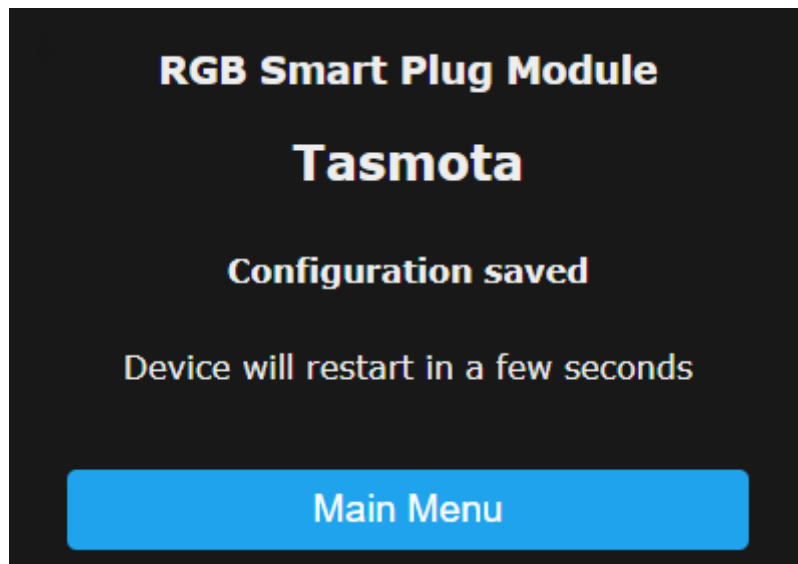 RGB Smart Plug Module
Tasmota
Configuration saved
Device will restart in a few seconds
Main Menu